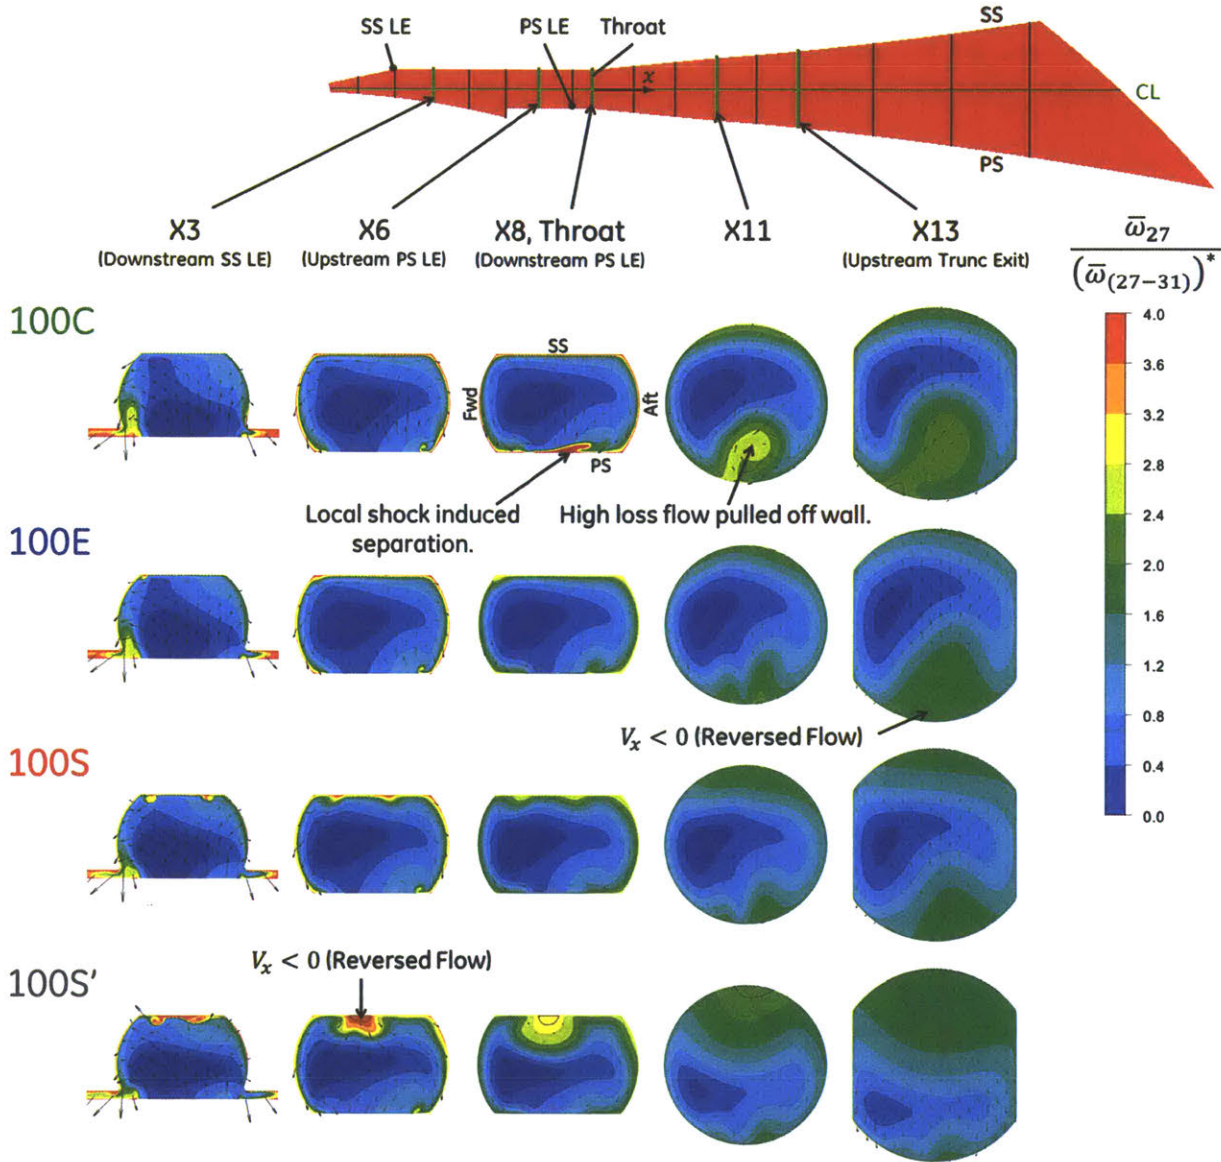 SS LE
PS LE
Throat
SS
x
CL
PS
X3
(Downstream SS LE)
X6
(Upstream PS LE)
X8, Throat
(Downstream PS LE)
X11
X13
(Upstream Trunc Exit)
ω̅₂₇
(ω̅₍₂₇₋₃₁₎)*
100C
SS
Fwd
Aft
PS
Local shock induced
separation.
High loss flow pulled off wall.
4.0
3.6
3.2
2.8
2.4
2.0
1.6
1.2
0.8
0.4
0.0
100E
Vₓ < 0 (Reversed Flow)
100S
Vₓ < 0 (Reversed Flow)
100S'